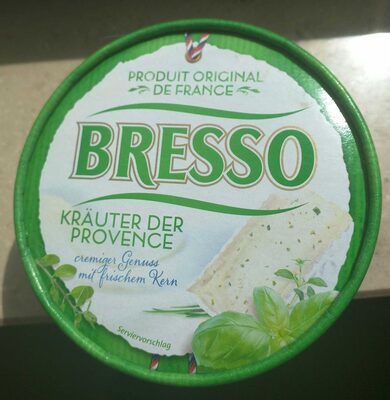 PRODUIT ORIGINAL
DE FRANCE
BRESSO
KRÄUTER DER
PROVENCE
cremiger Genuss
mit frischem Kern
Serviervorschlag